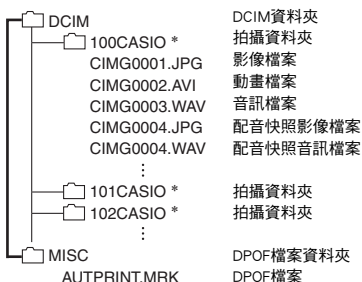 DCIM DCIM資料夾
100CASIO * 拍攝資料夾
CIMG0001.JPG 影像檔案
CIMG0002.AVI 動畫檔案
CIMG0003.WAV 音訊檔案
CIMG0004.JPG 配音快照影像檔案
CIMG0004.WAV 配音快照音訊檔案
⋮
101CASIO * 拍攝資料夾
102CASIO * 拍攝資料夾
⋮
MISC DPOF檔案資料夾
AUTPRINT.MRK DPOF檔案